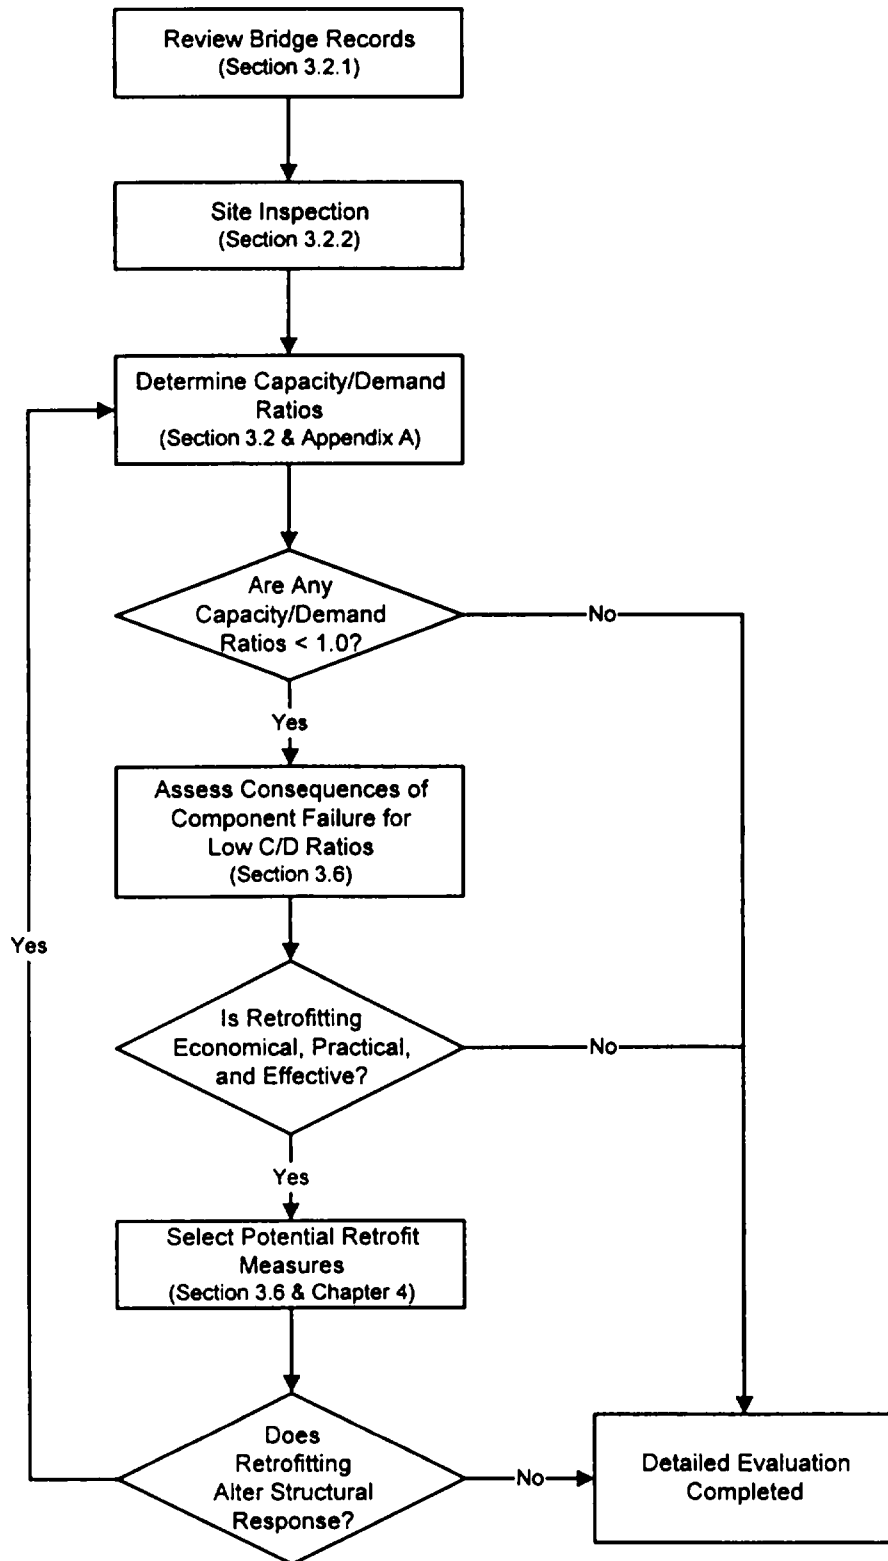 Review Bridge Records
(Section 3.2.1)
Site Inspection
(Section 3.2.2)
Determine Capacity/Demand
Ratios
(Section 3.2 & Appendix A)
Are Any
Capacity/Demand
Ratios < 1.0?
No
Yes
Assess Consequences of
Component Failure for
Low C/D Ratios
(Section 3.6)
Yes
Is Retrofitting
Economical, Practical,
and Effective?
No
Yes
Select Potential Retrofit
Measures
(Section 3.6 & Chapter 4)
Does
Retrofitting
Alter Structural
Response?
No
Detailed Evaluation
Completed